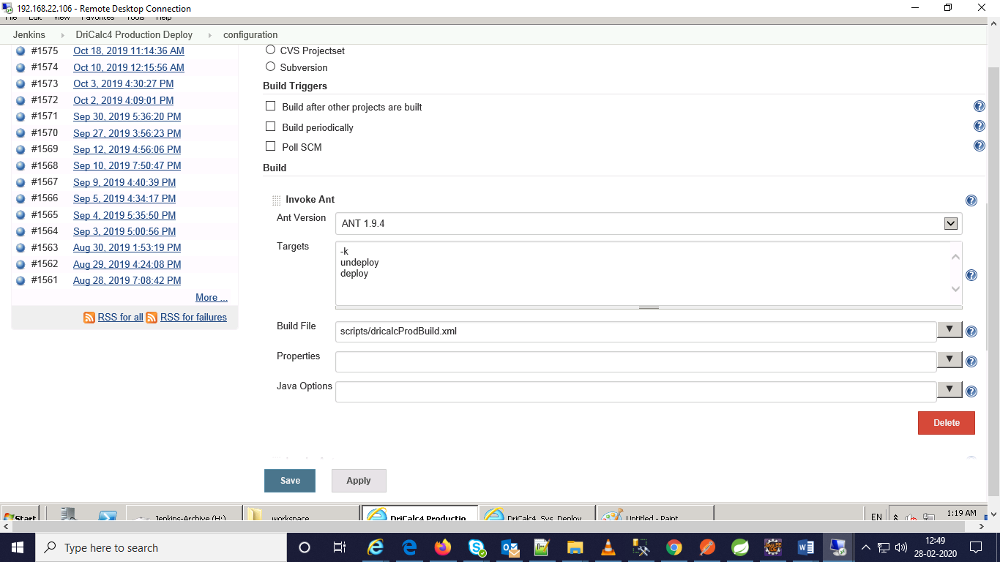 192.168.22.106 - Remote Desktop Connection
File Edit View Favorites Tools Help
Jenkins DriCalc4 Production Deploy configuration
#1575 Oct 18, 2019 11:14:36 AM
#1574 Oct 10, 2019 12:15:56 AM
#1573 Oct 3, 2019 4:30:27 PM
#1572 Oct 2, 2019 4:09:01 PM
#1571 Sep 30, 2019 5:36:20 PM
#1570 Sep 27, 2019 3:56:23 PM
#1569 Sep 12, 2019 4:56:06 PM
#1568 Sep 10, 2019 7:50:47 PM
#1567 Sep 9, 2019 4:40:39 PM
#1566 Sep 5, 2019 4:34:17 PM
#1565 Sep 4, 2019 5:35:50 PM
#1564 Sep 3, 2019 5:00:56 PM
#1563 Aug 30, 2019 1:53:19 PM
#1562 Aug 29, 2019 4:24:08 PM
#1561 Aug 28, 2019 7:08:42 PM
More ...
RSS for all RSS for failures
CVS Projectset
Subversion
Build Triggers
Build after other projects are built
Build periodically
Poll SCM
Build
Invoke Ant
Ant Version ANT 1.9.4
Targets
-k
undeploy
deploy
Build File scripts/dricalcProdBuild.xml
Properties
Java Options
Delete
Save Apply
Start Jenkins-Archive (H:) workspace DriCalc4 Productio... DriCalc4_Sys_Deploy... Untitled - Paint EN 1:19 AM
Type here to search
12:49
28-02-2020